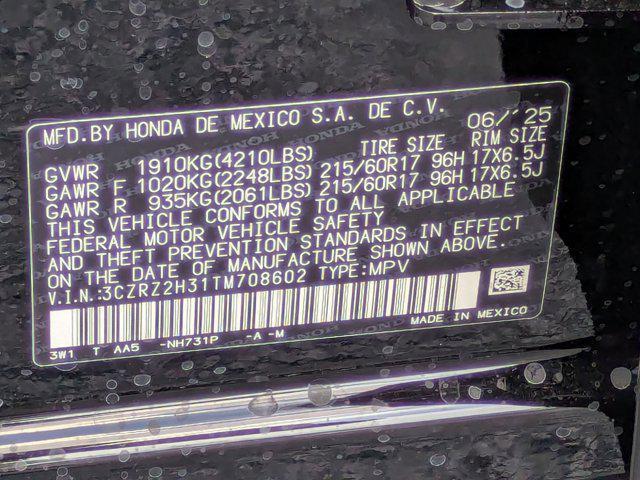 MFD.BY HONDA DE MEXICO S.A. DE C.V. 06/'25
TIRE SIZE RIM SIZE
GVWR 1910KG(4210LBS)
GAWR F 1020KG(2248LBS) 215/60R17 96H 17X6.5J
GAWR R 935KG(2061LBS) 215/60R17 96H 17X6.5J
THIS VEHICLE CONFORMS TO ALL APPLICABLE
FEDERAL MOTOR VEHICLE SAFETY
AND THEFT PREVENTION STANDARDS IN EFFECT
ON THE DATE OF MANUFACTURE SHOWN ABOVE.
V.I.N.:3CZRZ2H31TM708602 TYPE:MPV
3W1 T AA5 -NH731P -A -M MADE IN MEXICO